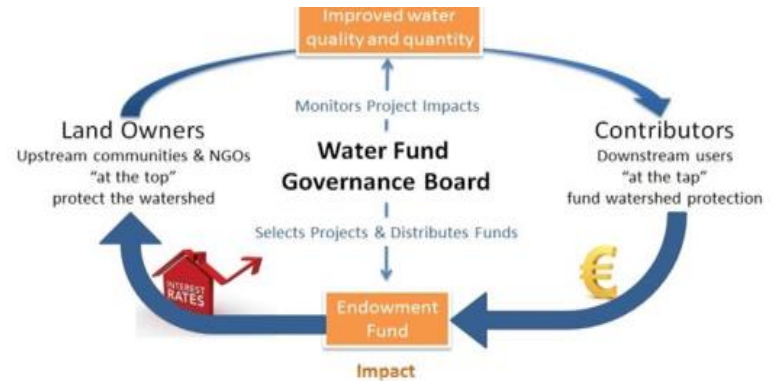 Improved water
quality and quantity
Monitors Project Impacts
Land Owners
Upstream communities & NGOs
"at the top"
protect the watershed
Water Fund
Governance Board
Contributors
Downstream users
"at the tap"
fund watershed protection
Selects Projects & Distributes Funds
INTEREST
RATES
€
Endowment
Fund
Impact